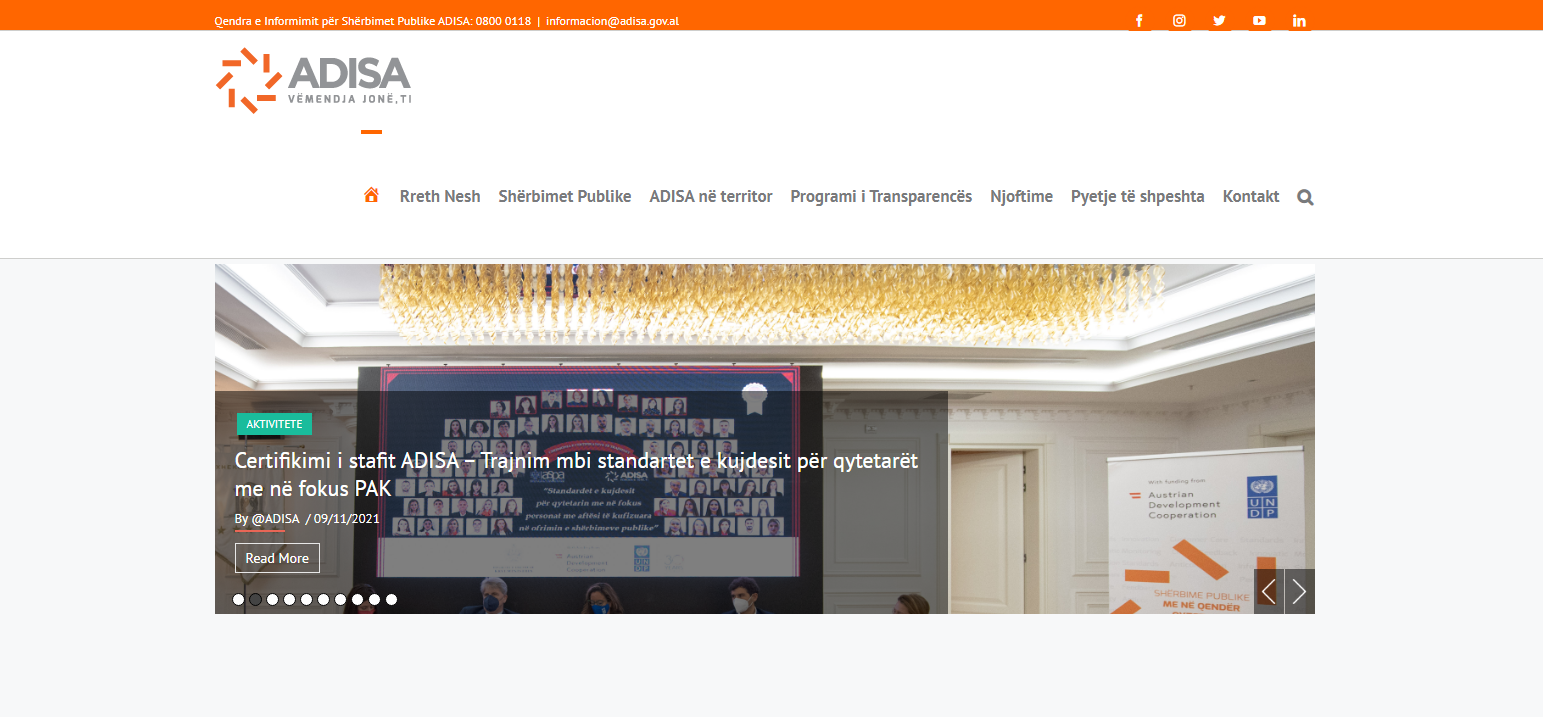 Qendra e Informimit për Shërbimet Publike ADISA: 0800 0118 | informacion@adisa.gov.al
ADISA
VËMENDJA JONË,TI
Rreth Nesh Shërbimet Publike ADISA në territor Programi i Transparencës Njoftime Pyetje të shpeshta Kontakt
AKTIVITETE
Certifikimi i stafit ADISA – Trajnim mbi standartet e kujdesit për qytetarët
me në fokus PAK
By @ADISA / 09/11/2021
Read More
ADISA
"Standardet e kujdesit
për qytetarin me në fokus
personat me aftësi të kufizuara
në ofrimin e shërbimeve publike"
Austrian
Development
Cooperation
With funding from
Austrian
Development
Cooperation
U N
D P
SHËRBIME PUBLIKE
ME NË QENDËR